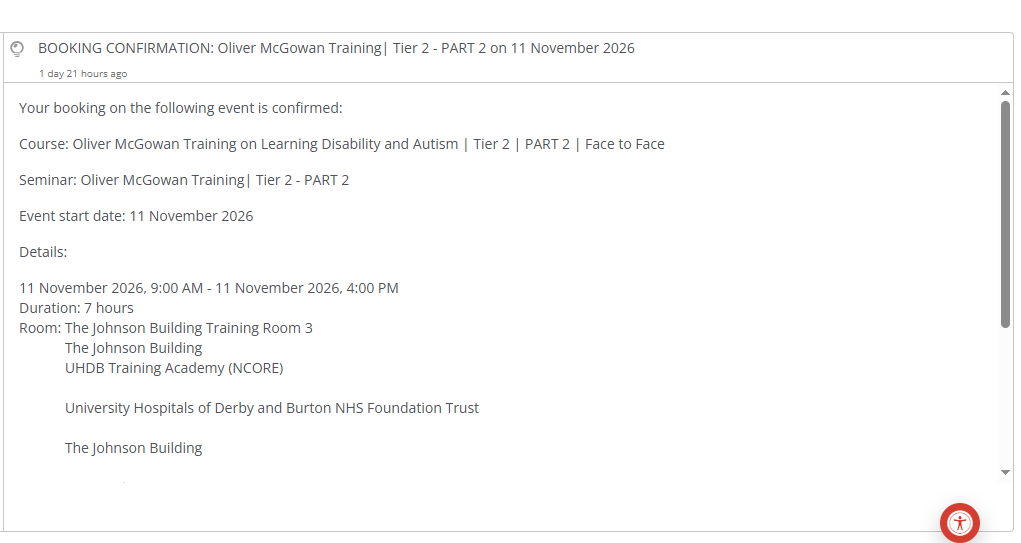 BOOKING CONFIRMATION: Oliver McGowan Training| Tier 2 - PART 2 on 11 November 2026
1 day 21 hours ago
Your booking on the following event is confirmed:
Course: Oliver McGowan Training on Learning Disability and Autism | Tier 2 | PART 2 | Face to Face
Seminar: Oliver McGowan Training| Tier 2 - PART 2
Event start date: 11 November 2026
Details:
11 November 2026, 9:00 AM - 11 November 2026, 4:00 PM
Duration: 7 hours
Room: The Johnson Building Training Room 3
The Johnson Building
UHDB Training Academy (NCORE)
University Hospitals of Derby and Burton NHS Foundation Trust
The Johnson Building